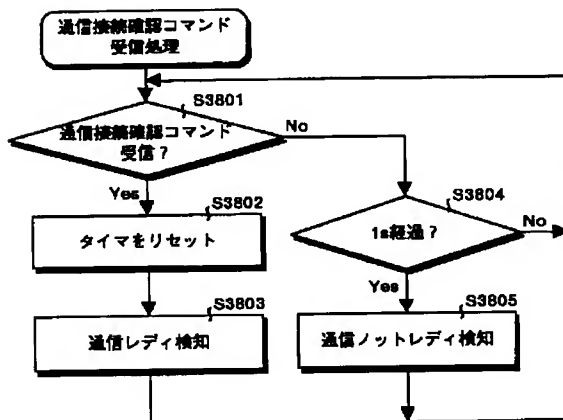 通信接続確認コマンド
受信処理
S3801
通信接続確認コマンド
受信?
No
Yes
S3802
タイマをリセット
S3803
通信レディ検知
S3804
1s経過?
No
Yes
S3805
通信ノットレディ検知